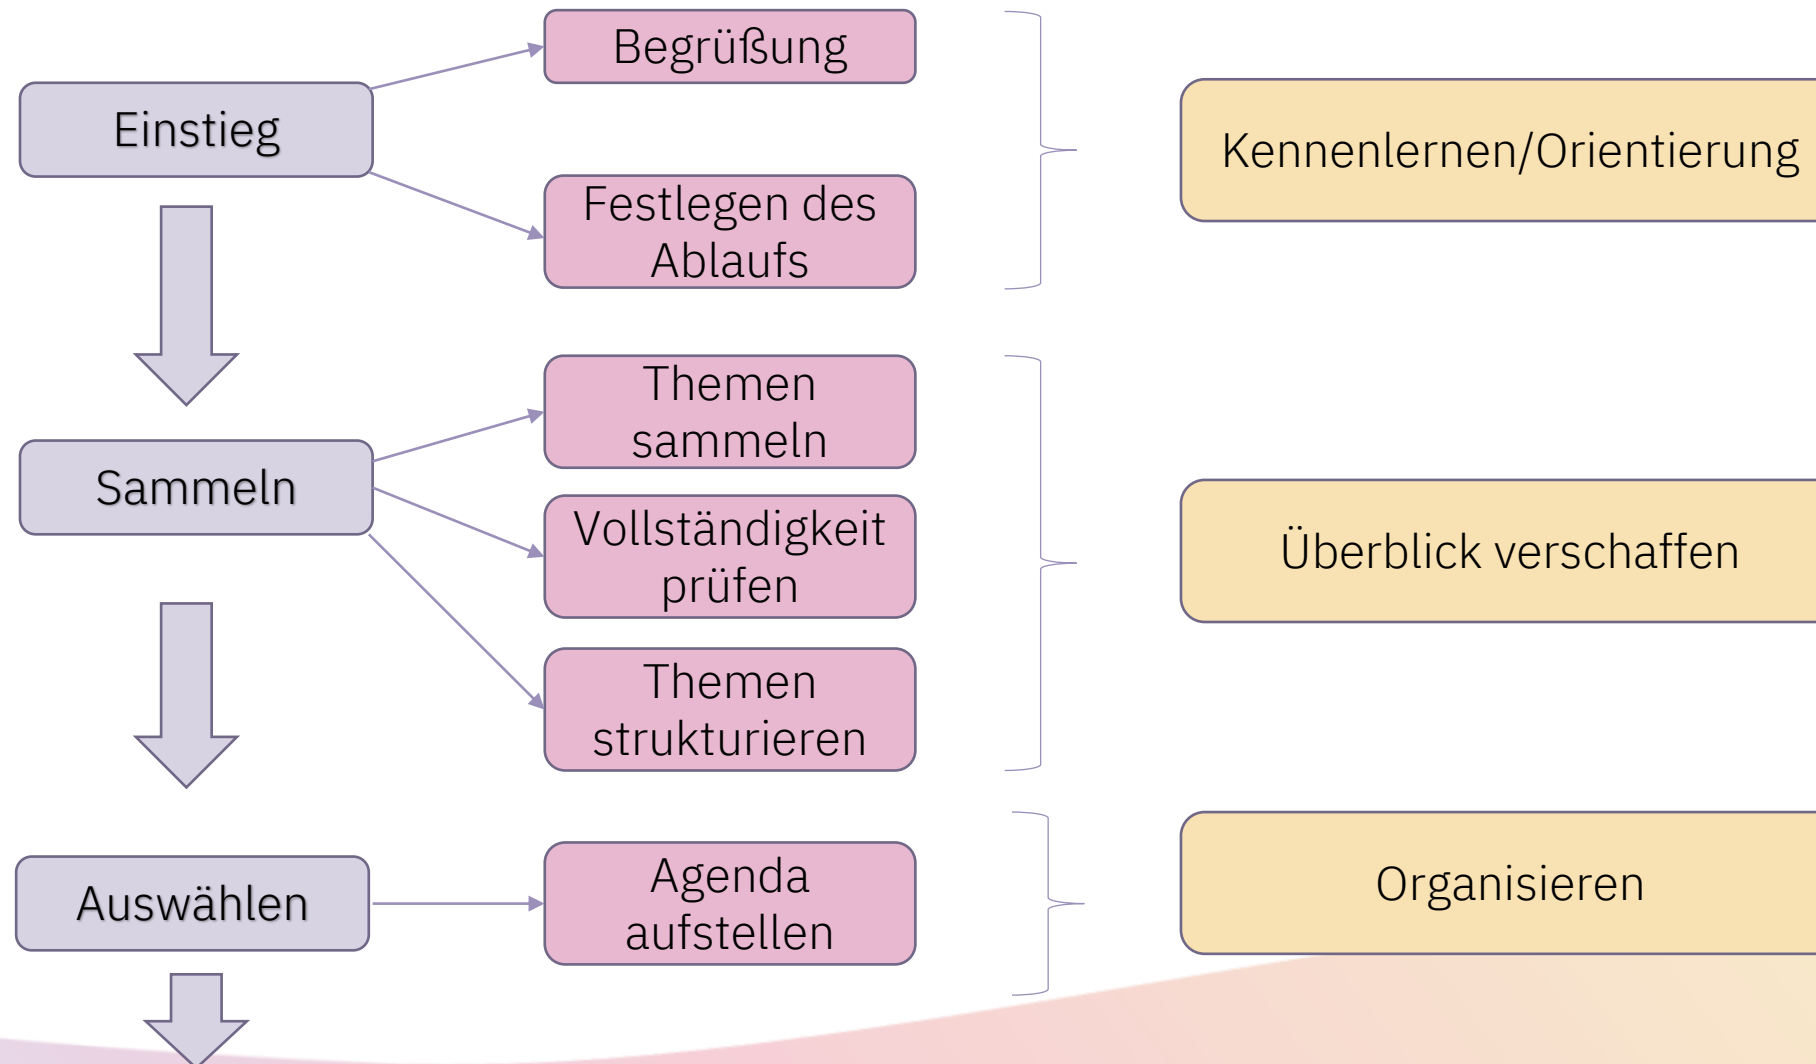 Einstieg
Begrüßung
Festlegen des
Ablaufs
Kennenlernen/Orientierung
Sammeln
Themen
sammeln
Vollständigkeit
prüfen
Themen
strukturieren
Überblick verschaffen
Auswählen
Agenda
aufstellen
Organisieren